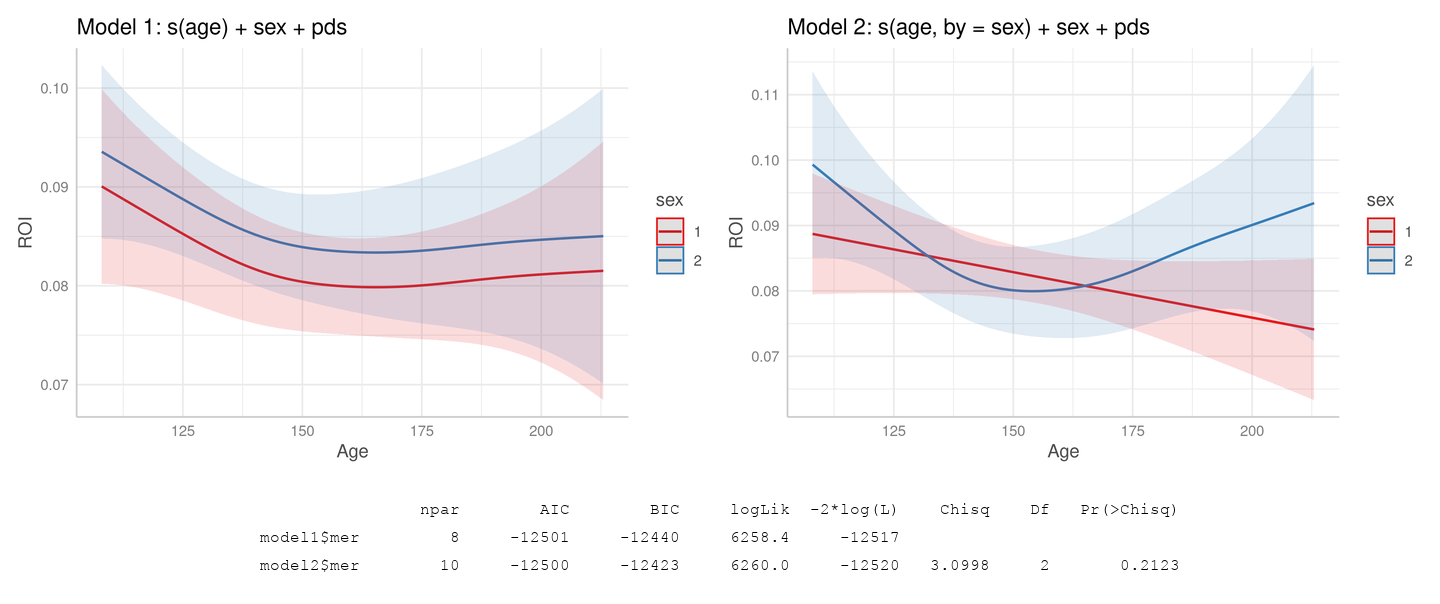 Model 1: s(age) + sex + pds
0.10
0.09
0.08
0.07
ROI
125 150 175 200
Age
sex
1
2
Model 2: s(age, by = sex) + sex + pds
0.11
0.10
0.09
0.08
0.07
ROI
125 150 175 200
Age
sex
1
2
npar AIC BIC logLik -2*log(L) Chisq Df Pr(>Chisq)
model1$mer 8 -12501 -12440 6258.4 -12517
model2$mer 10 -12500 -12423 6260.0 -12520 3.0998 2 0.2123